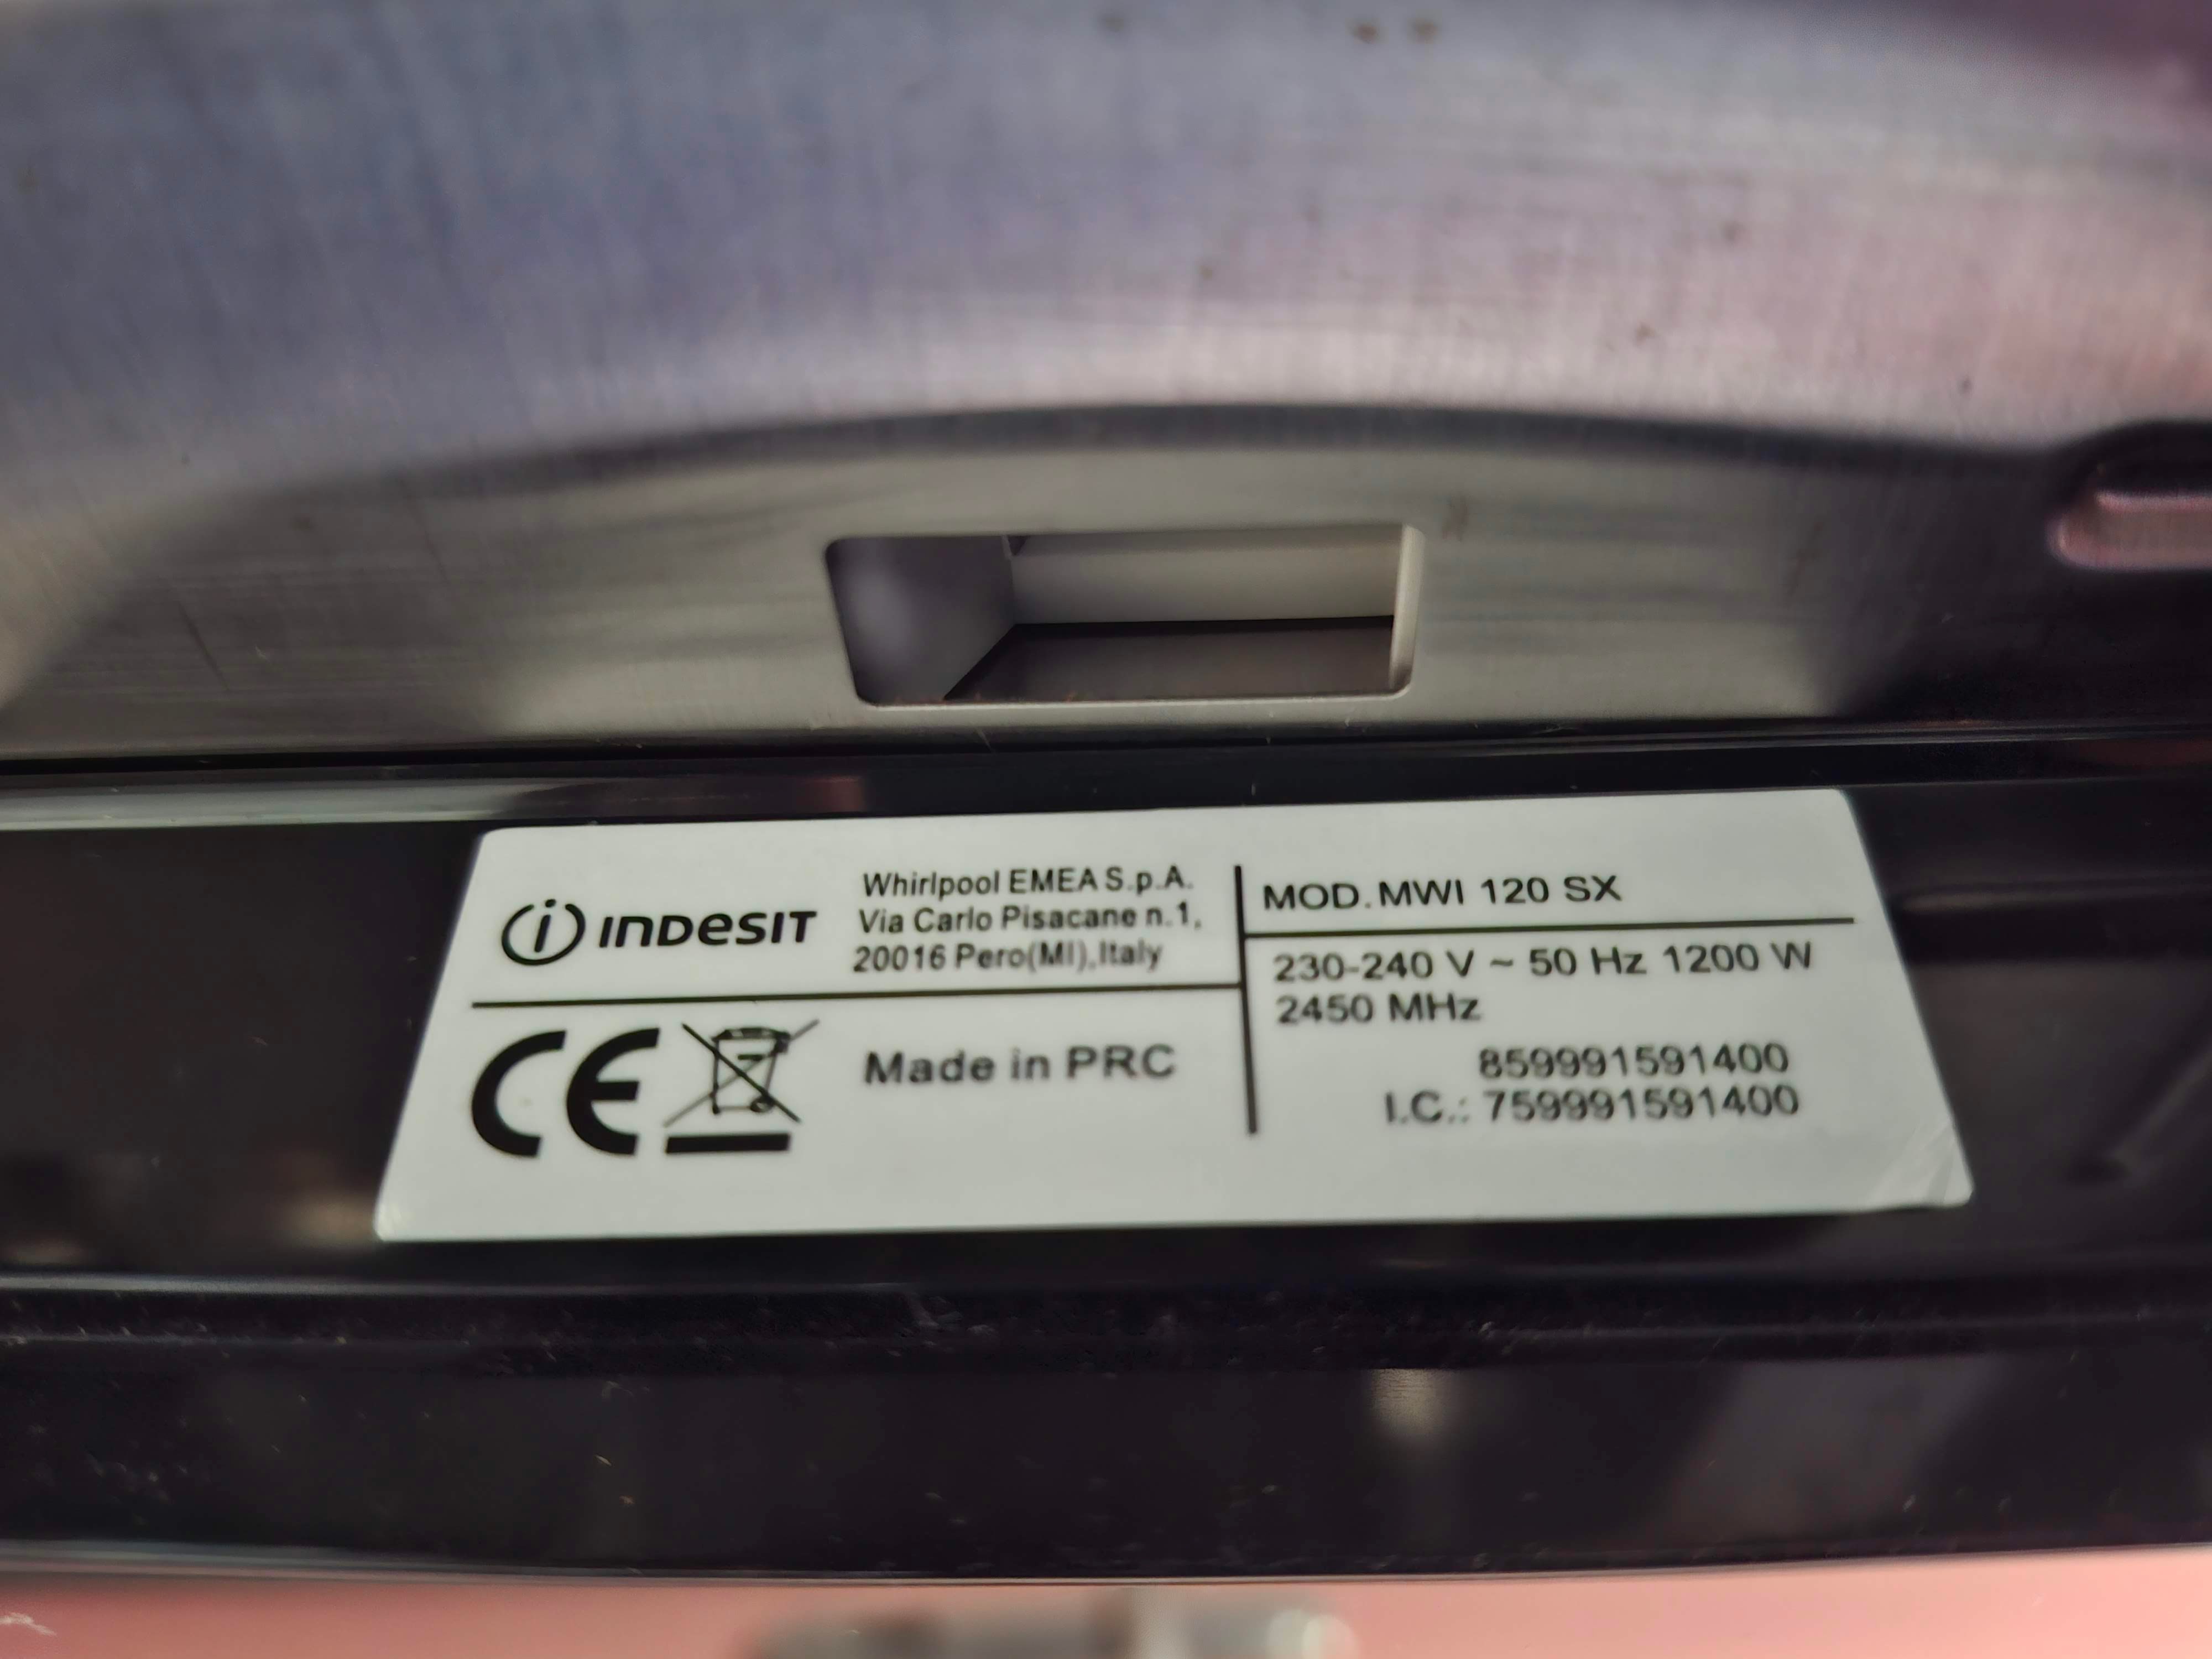 INDESIT
Whirlpool EMEA S.p.A.
Via Carlo Pisacane n.1,
20016 Pero(MI),Italy
CE
Made in PRC
MOD.MWI 120 SX
230-240 V ~ 50 Hz 1200 W
2450 MHz
859991591400
I.C.: 759991591400